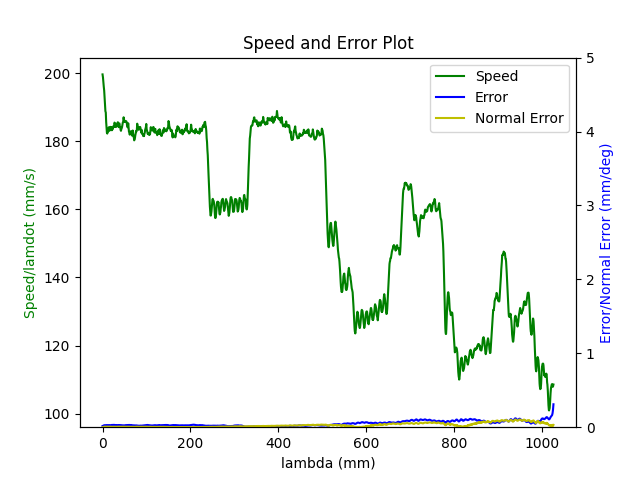 Speed and Error Plot
Speed
Error
Normal Error
200
180
160
140
120
100
5
4
3
2
1
0
0
200
400
600
800
1000
lambda (mm)
Speed/lamdot (mm/s)
Error/Normal Error (mm/deg)